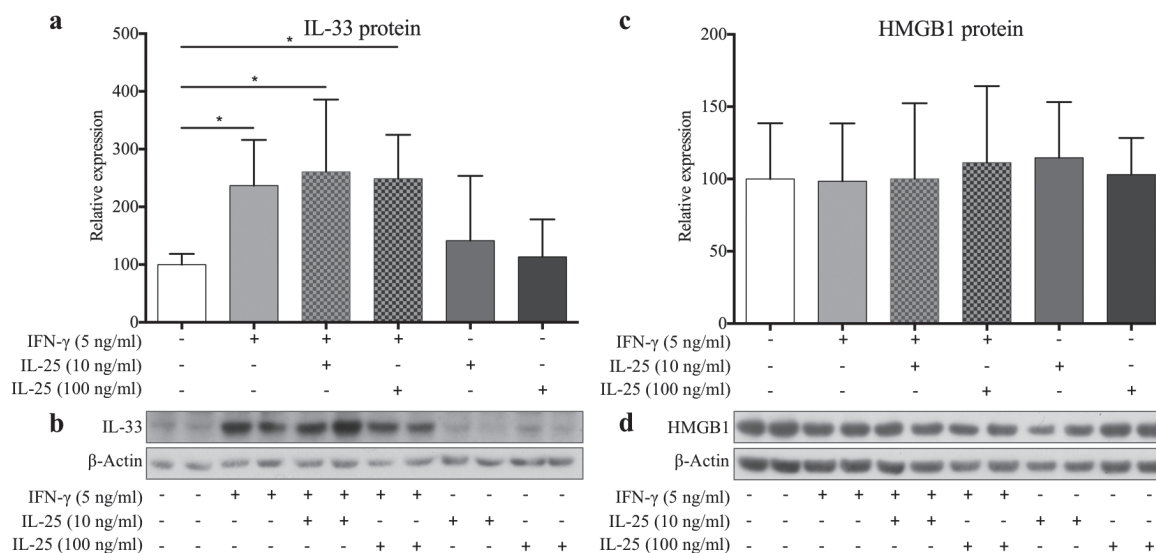 a
IL-33 protein
500
400
300
200
100
0
Relative expression
*
*
*
IFN-γ (5 ng/ml) - + + + - -
IL-25 (10 ng/ml) - - + - + -
IL-25 (100 ng/ml) - - - + - +
b
IL-33
β-Actin
IFN-γ (5 ng/ml) - - + + + + + + - - - -
IL-25 (10 ng/ml) - - - - + + - - + + - -
IL-25 (100 ng/ml) - - - - - - + + - - + +
c
HMGB1 protein
200
150
100
50
0
Relative expression
IFN-γ (5 ng/ml) - + + + - -
IL-25 (10 ng/ml) - - + - + -
IL-25 (100 ng/ml) - - - + - +
d
HMGB1
β-Actin
IFN-γ (5 ng/ml) - - + + + + + + - - - -
IL-25 (10 ng/ml) - - - - + + - - + + - -
IL-25 (100 ng/ml) - - - - - - + + - - + +